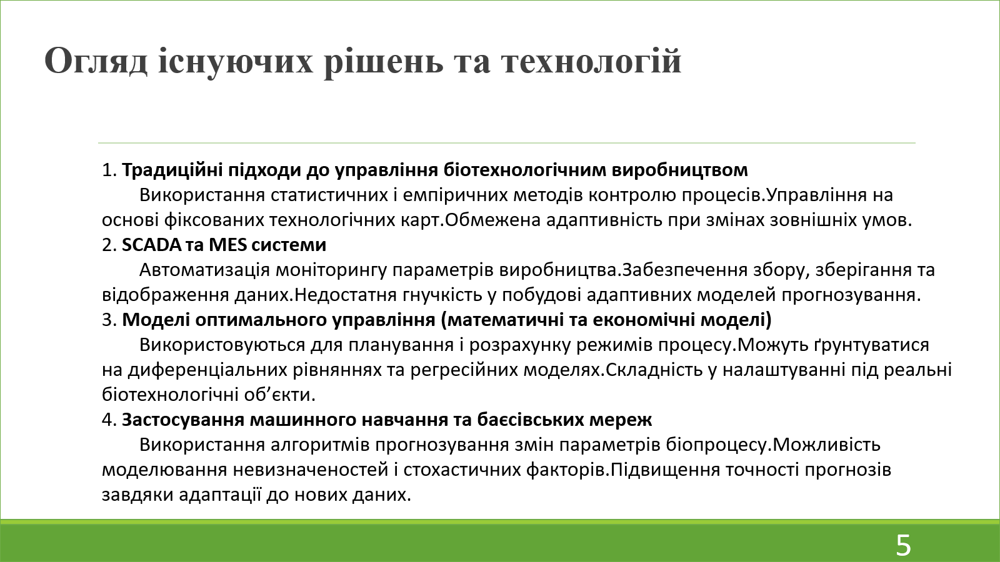 Огляд існуючих рішень та технологій
1. Традиційні підходи до управління біотехнологічним виробництвом
Використання статистичних і емпіричних методів контролю процесів.Управління на
основі фіксованих технологічних карт.Обмежена адаптивність при змінах зовнішніх умов.
2. SCADA та MES системи
Автоматизація моніторингу параметрів виробництва.Забезпечення збору, зберігання та
відображення даних.Недостатня гнучкість у побудові адаптивних моделей прогнозування.
3. Моделі оптимального управління (математичні та економічні моделі)
Використовуються для планування і розрахунку режимів процесу.Можуть ґрунтуватися
на диференціальних рівняннях та регресійних моделях.Складність у налаштуванні під реальні
біотехнологічні об’єкти.
4. Застосування машинного навчання та баєсівських мереж
Використання алгоритмів прогнозування змін параметрів біопроцесу.Можливість
моделювання невизначеностей і стохастичних факторів.Підвищення точності прогнозів
завдяки адаптації до нових даних.
5